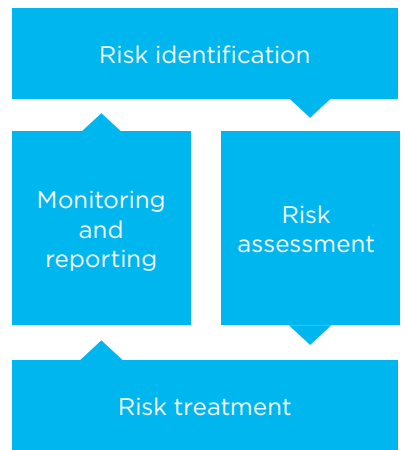 Risk identification
Monitoring
and
reporting
Risk
assessment
Risk treatment